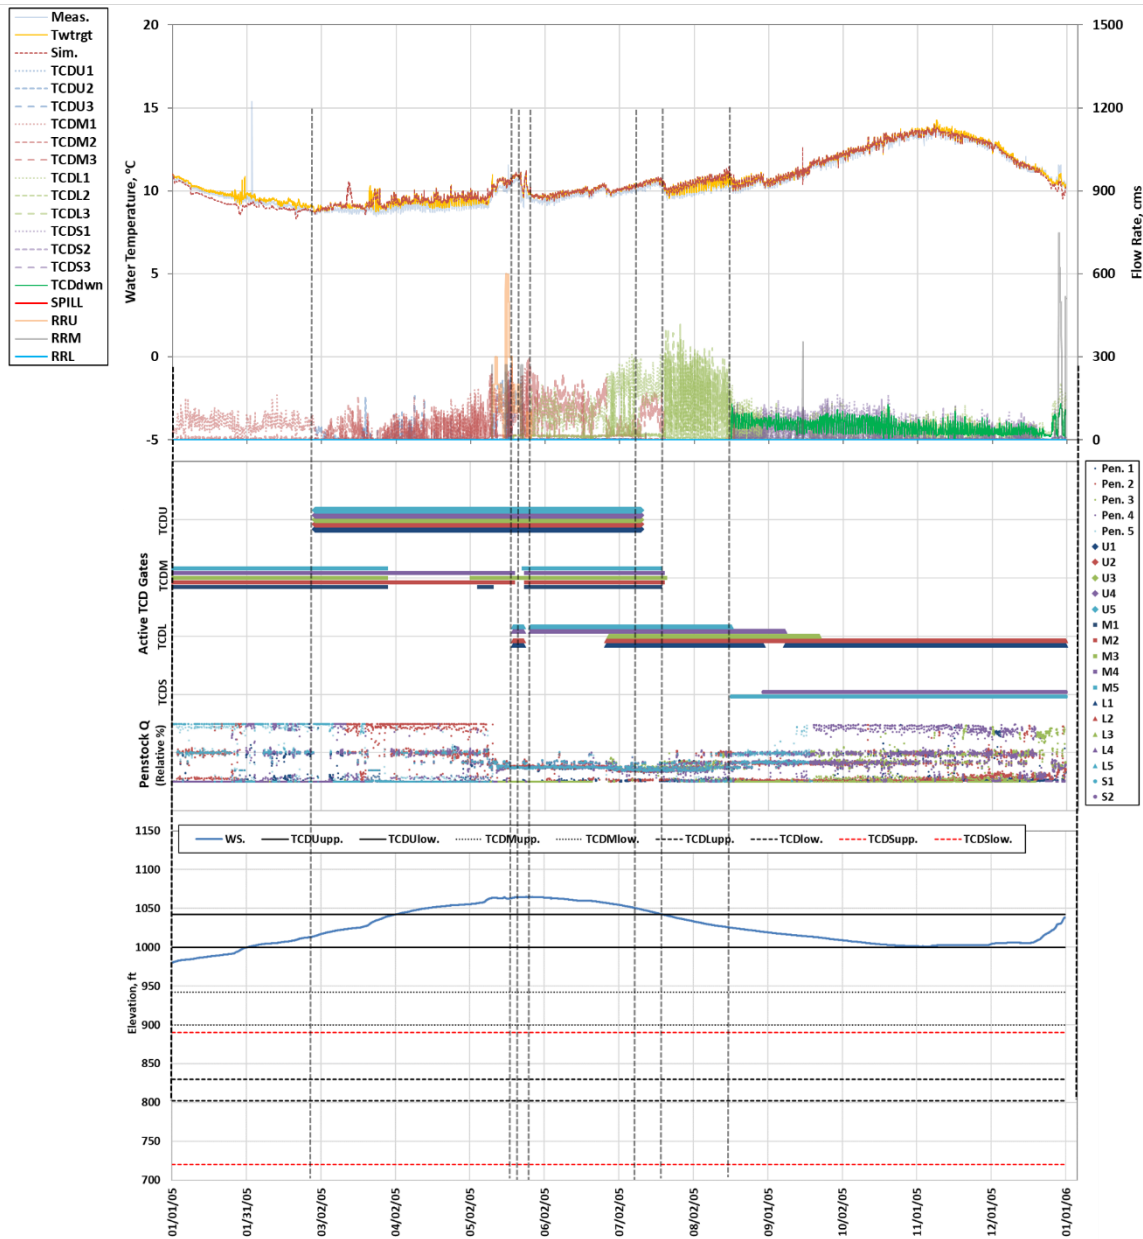 Meas.
Twtrgt
Sim.
TCDU1
TCDU2
TCDU3
TCDM1
TCDM2
TCDM3
TCDL1
TCDL2
TCDL3
TCDS1
TCDS2
TCDS3
TCDdwn
SPILL
RRU
RRM
RRL
Water Temperature, °C
20
15
10
5
0
-5
1500
1200
900
600
300
0
Flow Rate, cms
Active TCD Gates
TCDU
TCDM
TCDL
TCDS
Penstock Q
(Relative %)
Pen. 1
Pen. 2
Pen. 3
Pen. 4
Pen. 5
U1
U2
U3
U4
U5
M1
M2
M3
M4
M5
L1
L2
L3
L4
L5
S1
S2
WS. TCDUupp. TCDUlow. TCDMupp. TCDMlow. TCDLupp. TCDlow. TCDSupp. TCDSlow.
Elevation, ft
1150
1100
1050
1000
950
900
850
800
750
700
01/01/05
01/31/05
03/02/05
04/02/05
05/02/05
06/02/05
07/02/05
08/02/05
09/01/05
10/02/05
11/01/05
12/02/05
01/01/06